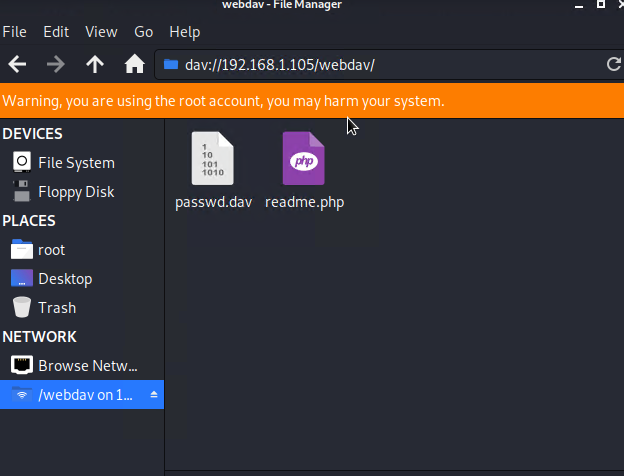 webdav - File Manager
File Edit View Go Help
dav://192.168.1.105/webdav/
Warning, you are using the root account, you may harm your system.
DEVICES
File System
Floppy Disk
PLACES
root
Desktop
Trash
NETWORK
Browse Netw...
/webdav on 1...
1
10
101
1010
passwd.dav
php
readme.php